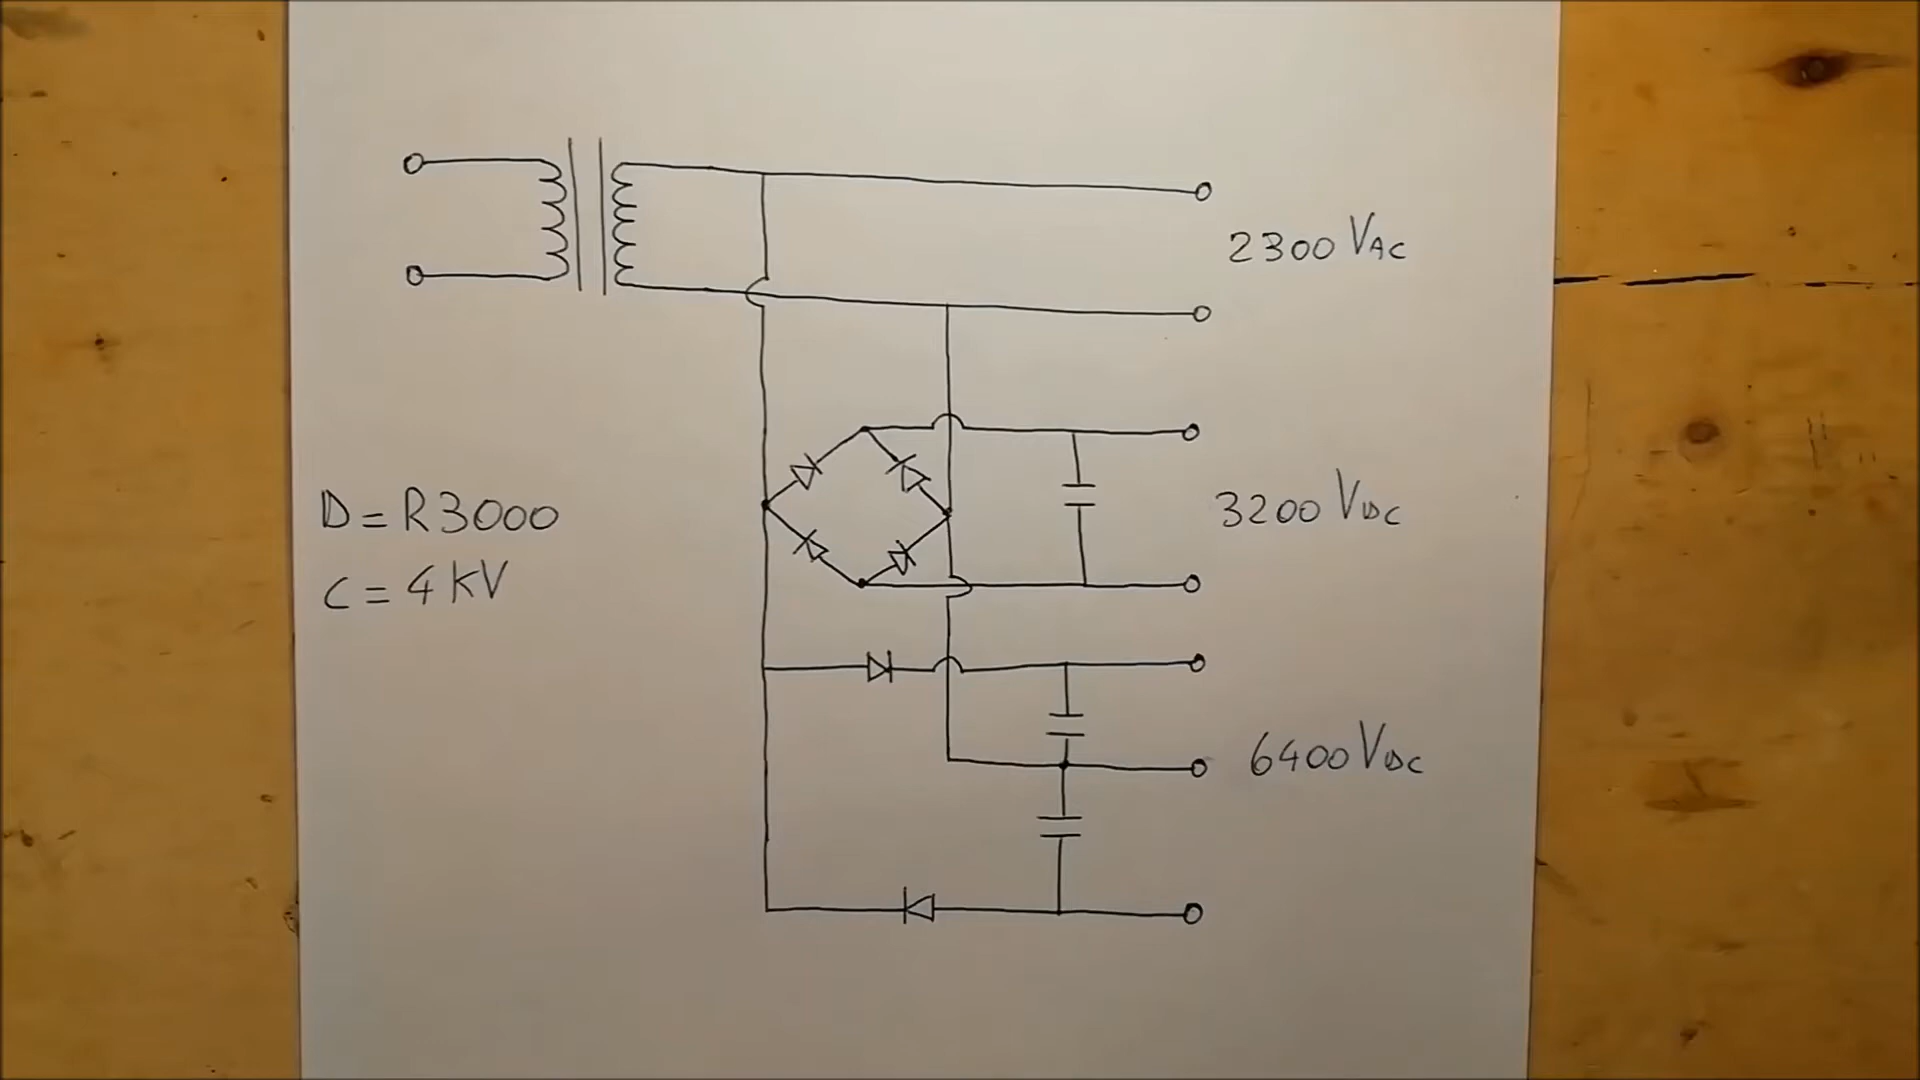 2300 VAC
3200 VDC
D = R3000
C = 4 KV
6400 VDC